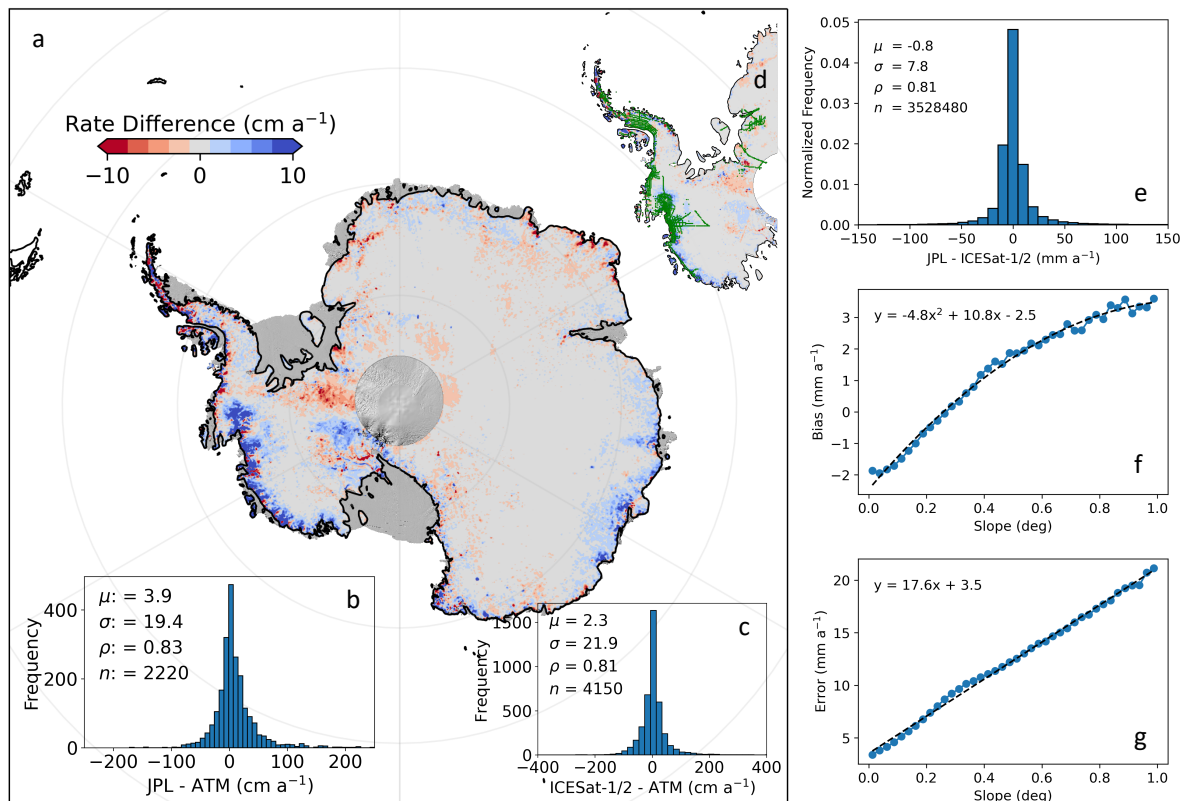 a
Rate Difference (cm a⁻¹)
−10
0
10
d
b
μ: = 3.9
σ: = 19.4
ρ: = 0.83
n: = 2220
Frequency
400
200
0
−200
−100
0
100
200
JPL - ATM (cm a⁻¹)
c
μ = 2.3
σ = 21.9
ρ = 0.81
n = 4150
Frequency
1500
1000
500
0
−400
−200
0
200
400
ICESat-1/2 - ATM (cm a⁻¹)
e
μ = -0.8
σ = 7.8
ρ = 0.81
n = 3528480
Normalized Frequency
0.05
0.04
0.03
0.02
0.01
0.00
−150
−100
−50
0
50
100
150
JPL - ICESat-1/2 (mm a⁻¹)
f
y = -4.8x² + 10.8x - 2.5
Bias (mm a⁻¹)
3
2
1
0
−1
−2
0.0
0.2
0.4
0.6
0.8
1.0
Slope (deg)
g
y = 17.6x + 3.5
Error (mm a⁻¹)
20
15
10
5
0.0
0.2
0.4
0.6
0.8
1.0
Slope (deg)